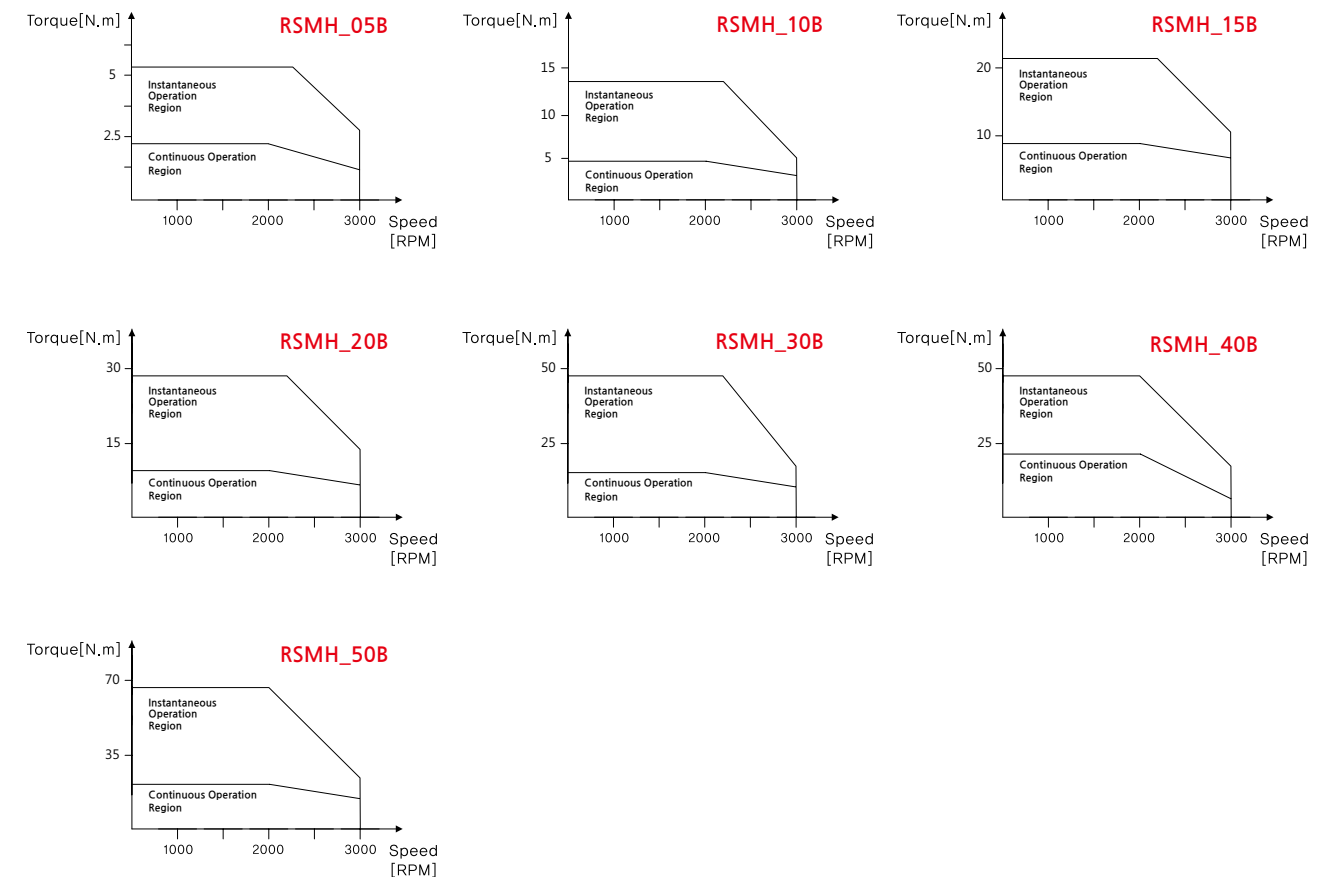 Torque[N.m]
RSMH_05B
5
2.5
Instantaneous
Operation
Region
Continuous Operation
Region
1000
2000
3000
Speed
[RPM]
Torque[N.m]
RSMH_10B
15
10
5
Instantaneous
Operation
Region
Continuous Operation
Region
1000
2000
3000
Speed
[RPM]
Torque[N.m]
RSMH_15B
20
10
Instantaneous
Operation
Region
Continuous Operation
Region
1000
2000
3000
Speed
[RPM]
Torque[N.m]
RSMH_20B
30
15
Instantaneous
Operation
Region
Continuous Operation
Region
1000
2000
3000
Speed
[RPM]
Torque[N.m]
RSMH_30B
50
25
Instantaneous
Operation
Region
Continuous Operation
Region
1000
2000
3000
Speed
[RPM]
Torque[N.m]
RSMH_40B
50
25
Instantaneous
Operation
Region
Continuous Operation
Region
1000
2000
3000
Speed
[RPM]
Torque[N.m]
RSMH_50B
70
35
Instantaneous
Operation
Region
Continuous Operation
Region
1000
2000
3000
Speed
[RPM]